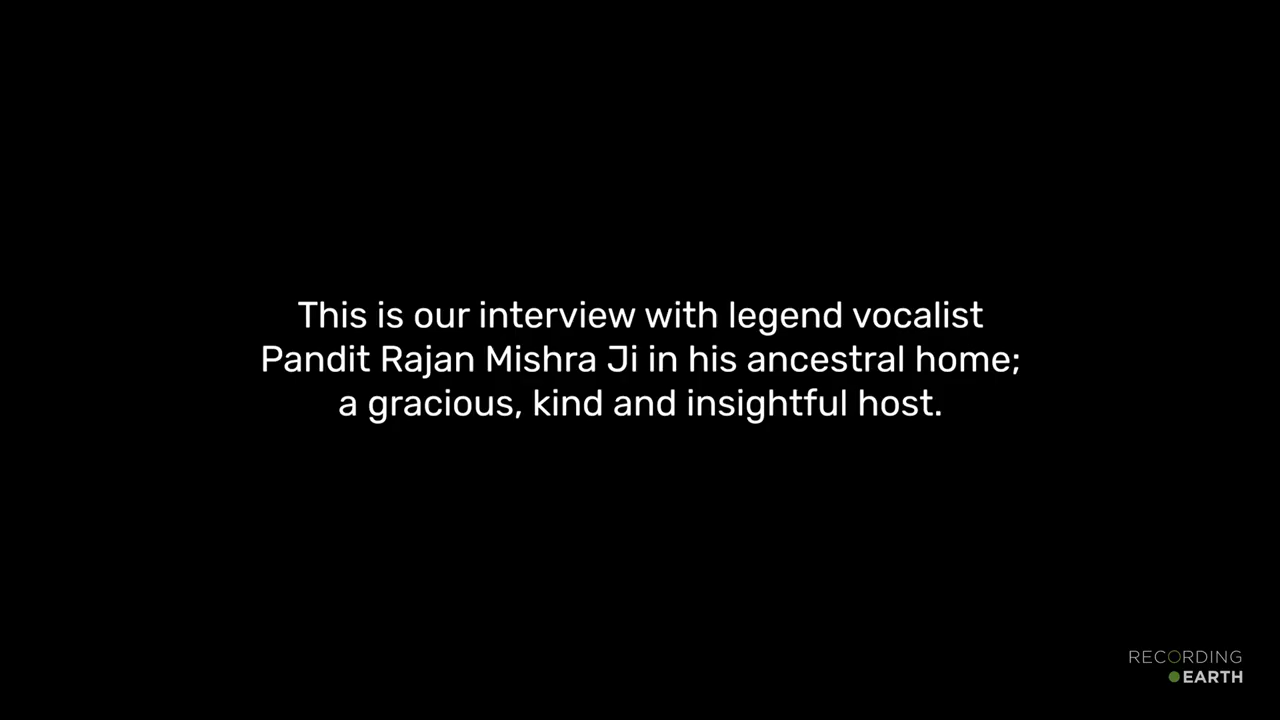 This is our interview with legend vocalist
Pandit Rajan Mishra Ji in his ancestral home;
a gracious, kind and insightful host.
RECORDING
EARTH